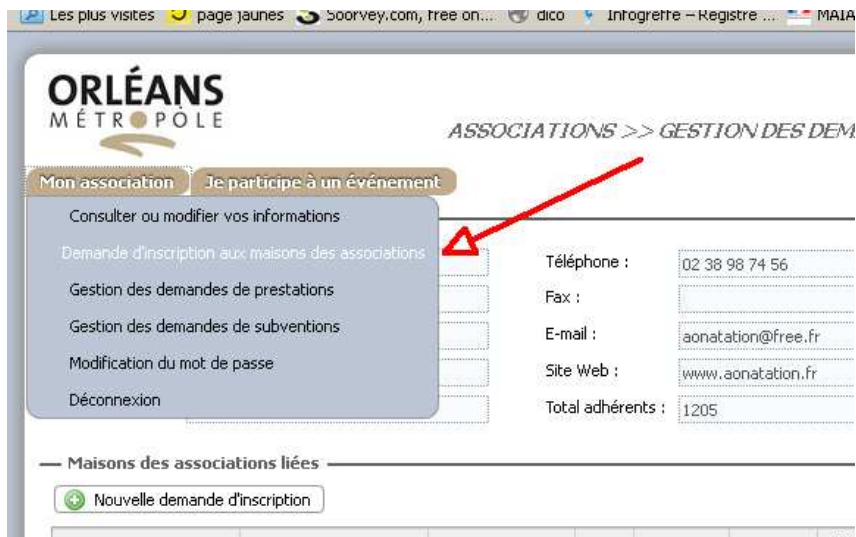 Les plus visités page jaunes Soorvey.com, free on... dico Infogreffe – Registre ... MAIA
ORLÉANS
MÉTROPOLE
ASSOCIATIONS >> GESTION DES DEM
Mon association Je participe à un événement
Consulter ou modifier vos informations
Demande d'inscription aux maisons des associations
Téléphone : 02 38 98 74 56
Gestion des demandes de prestations
Fax :
Gestion des demandes de subventions
E-mail : aonatation@free.fr
Modification du mot de passe
Site Web : www.aonatation.fr
Déconnexion
Total adhérents : 1205
Maisons des associations liées
Nouvelle demande d'inscription